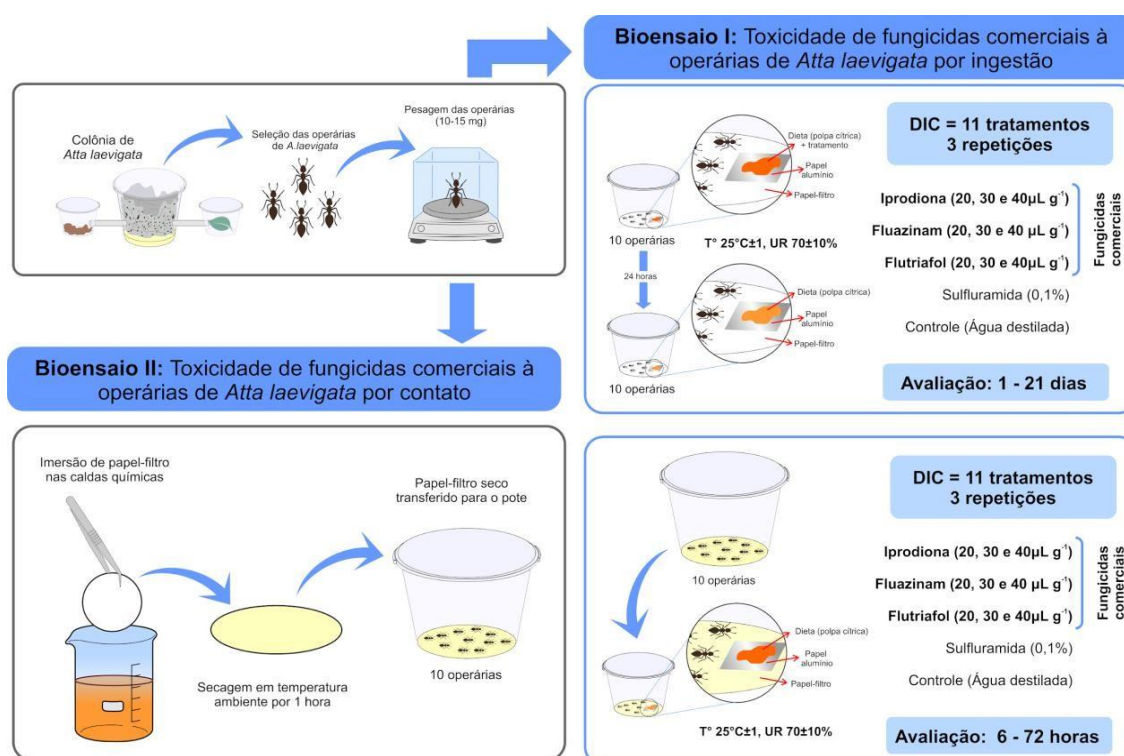 Colônia de
Atta laevigata
Seleção das operárias
de A.laevigata
Pesagem das operárias
(10-15 mg)
Bioensaio I: Toxicidade de fungicidas comerciais à
operárias de Atta laevigata por ingestão
10 operárias
24 horas
10 operárias
Dieta (polpa cítrica)
+ tratamento
Papel
alumínio
Papel-filtro
T° 25°C±1, UR 70±10%
Dieta (polpa cítrica)
Papel
alumínio
Papel-filtro
DIC = 11 tratamentos
3 repetições
Iprodiona (20, 30 e 40µL g⁻¹)
Fluazinam (20, 30 e 40 µL g⁻¹)
Flutriafol (20, 30 e 40µL g⁻¹)
Fungicidas
comerciais
Sulfluramida (0,1%)
Controle (Água destilada)
Avaliação: 1 - 21 dias
Bioensaio II: Toxicidade de fungicidas comerciais à
operárias de Atta laevigata por contato
Imersão de papel-filtro
nas caldas químicas
Secagem em temperatura
ambiente por 1 hora
Papel-filtro seco
transferido para o pote
10 operárias
10 operárias
Dieta (polpa cítrica)
Papel
alumínio
Papel-filtro
T° 25°C±1, UR 70±10%
DIC = 11 tratamentos
3 repetições
Iprodiona (20, 30 e 40µL g⁻¹)
Fluazinam (20, 30 e 40 µL g⁻¹)
Flutriafol (20, 30 e 40µL g⁻¹)
Fungicidas
comerciais
Sulfluramida (0,1%)
Controle (Água destilada)
Avaliação: 6 - 72 horas